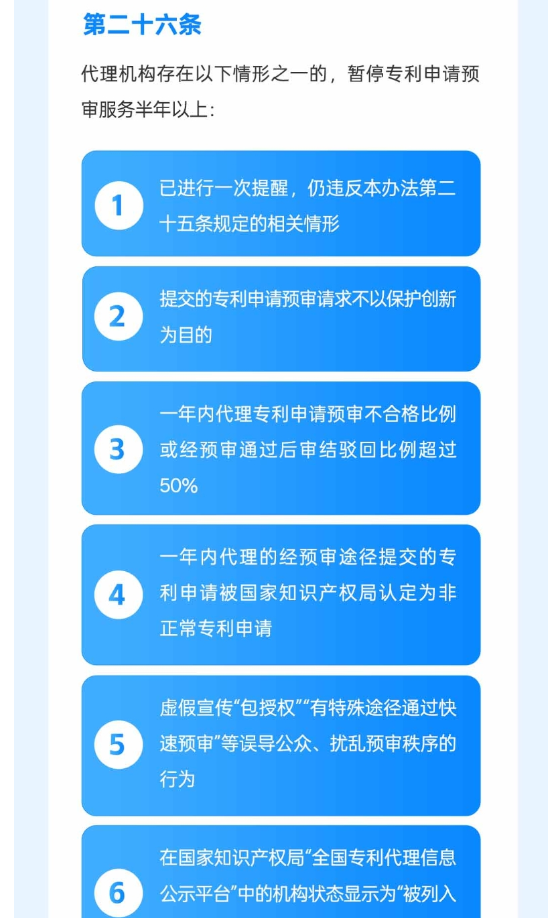 第二十六条
代理机构存在以下情形之一的，暂停专利申请预
审服务半年以上：
1
已进行一次提醒，仍违反本办法第二
十五条规定的相关情形
2
提交的专利申请预审请求不以保护创新
为目的
3
一年内代理专利申请预审不合格比例
或经预审通过后审结驳回比例超过
50%
4
一年内代理的经预审途径提交的专
利申请被国家知识产权局认定为非
正常专利申请
5
虚假宣传“包授权”“有特殊途径通过快
速预审”等误导公众、扰乱预审秩序的
行为
6
在国家知识产权局“全国专利代理信息
公示平台”中的机构状态显示为“被列入